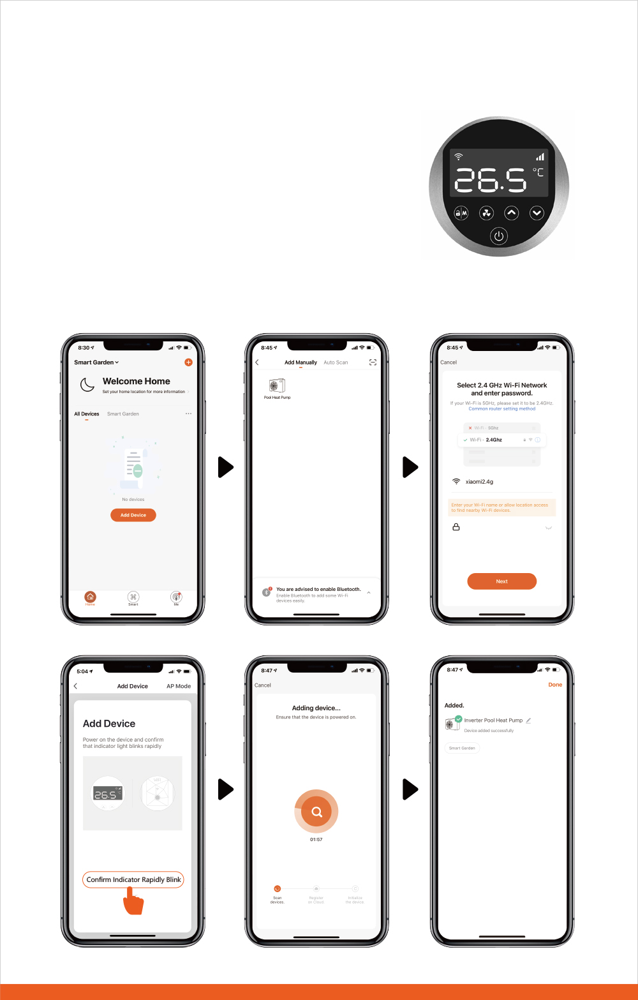 26.5 °C
M
8:30
Smart Garden
Welcome Home
Set your home location for more information
All Devices Smart Garden
No devices
Add Device
Home Smart Me
8:45
Add Manually Auto Scan
Pool Heat Pump
You are advised to enable Bluetooth.
Enable Bluetooth to add some Wi-Fi
devices easily.
8:45
Cancel
Select 2.4 GHz Wi-Fi Network
and enter password.
If your Wi-Fi is 5GHz, please set it to be 2.4GHz.
Common router setting method
Wi-Fi - 5Ghz
Wi-Fi - 2.4Ghz
xiaomi2.4g
Enter your Wi-Fi name or allow location access
to find nearby Wi-Fi devices.
Next
5:04
Add Device AP Mode
Add Device
Power on the device and confirm
that indicator light blinks rapidly
26.5 °C
WiFi
Confirm Indicator Rapidly Blink
8:47
Cancel
Adding device...
Ensure that the device is powered on.
01:57
Scan
devices.
Register
on Cloud.
Initialize
the device.
8:47
Done
Added.
Inverter Pool Heat Pump
Device added successfully
Smart Garden